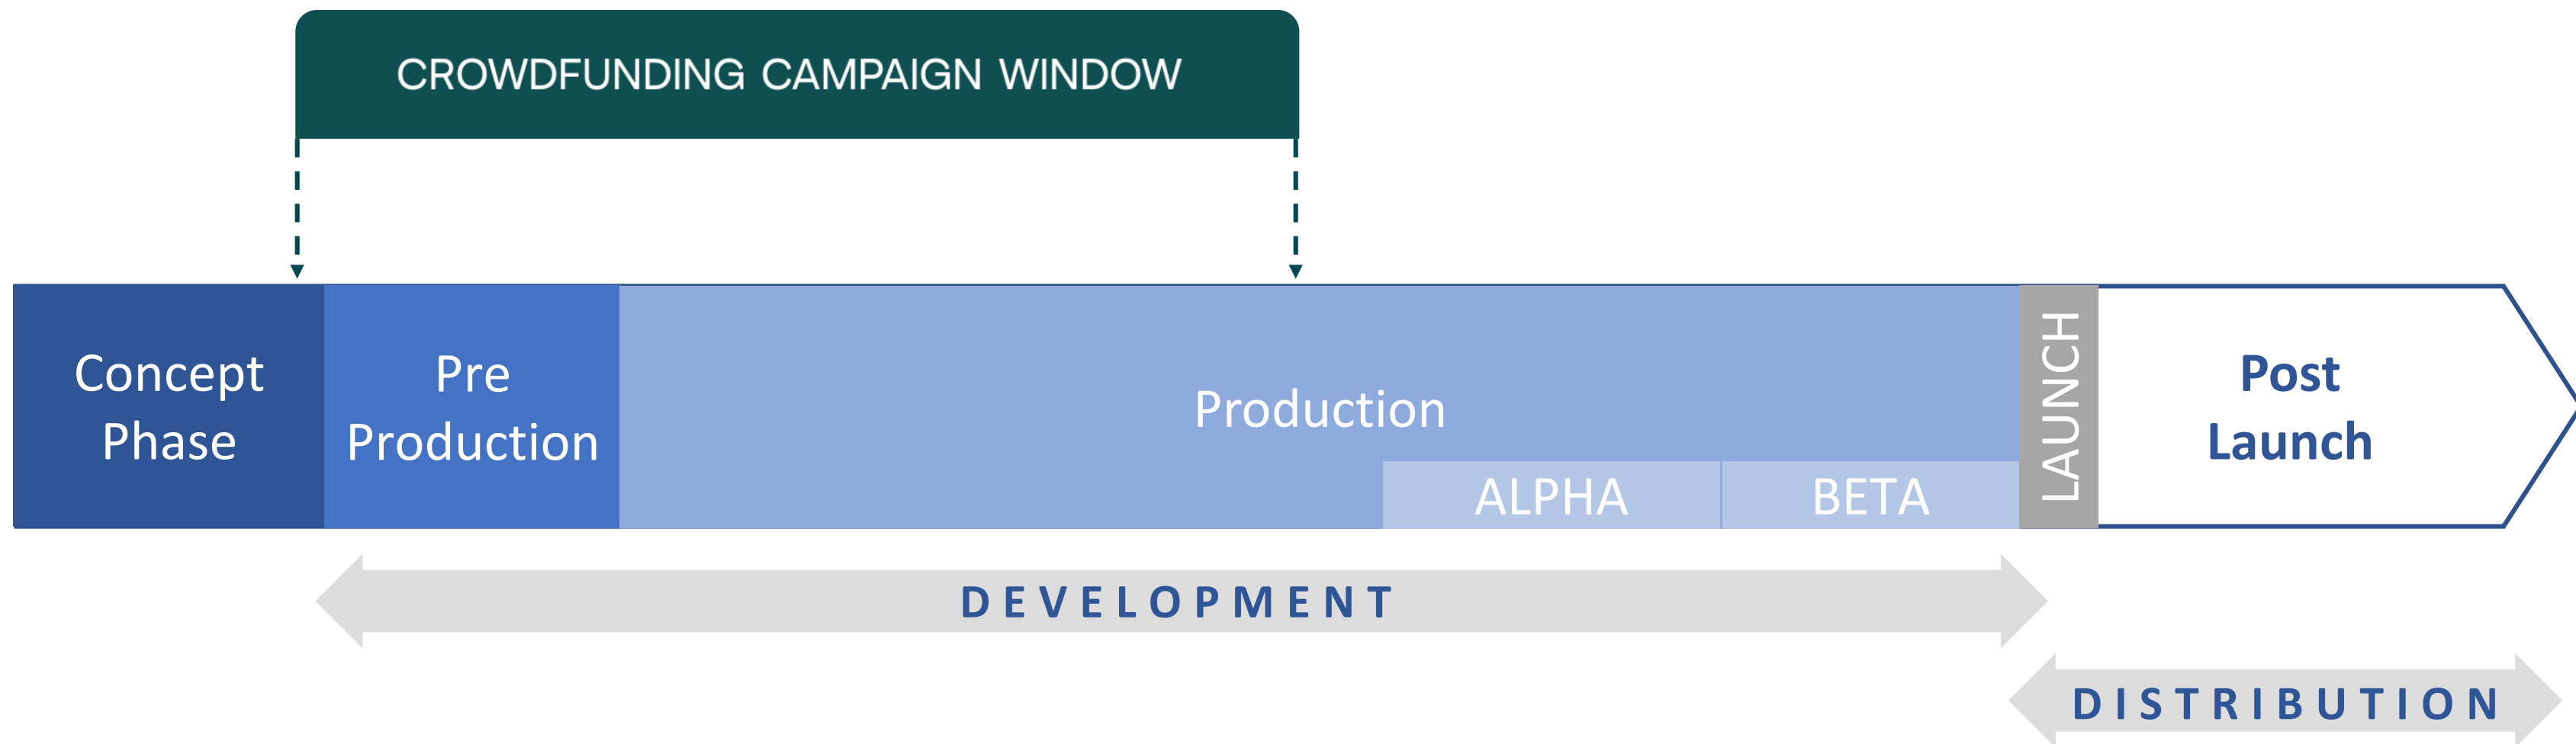 CROWDFUNDING CAMPAIGN WINDOW
Concept
Phase
Pre
Production
Production
ALPHA
BETA
LAUNCH
Post
Launch
DEVELOPMENT
DISTRIBUTION